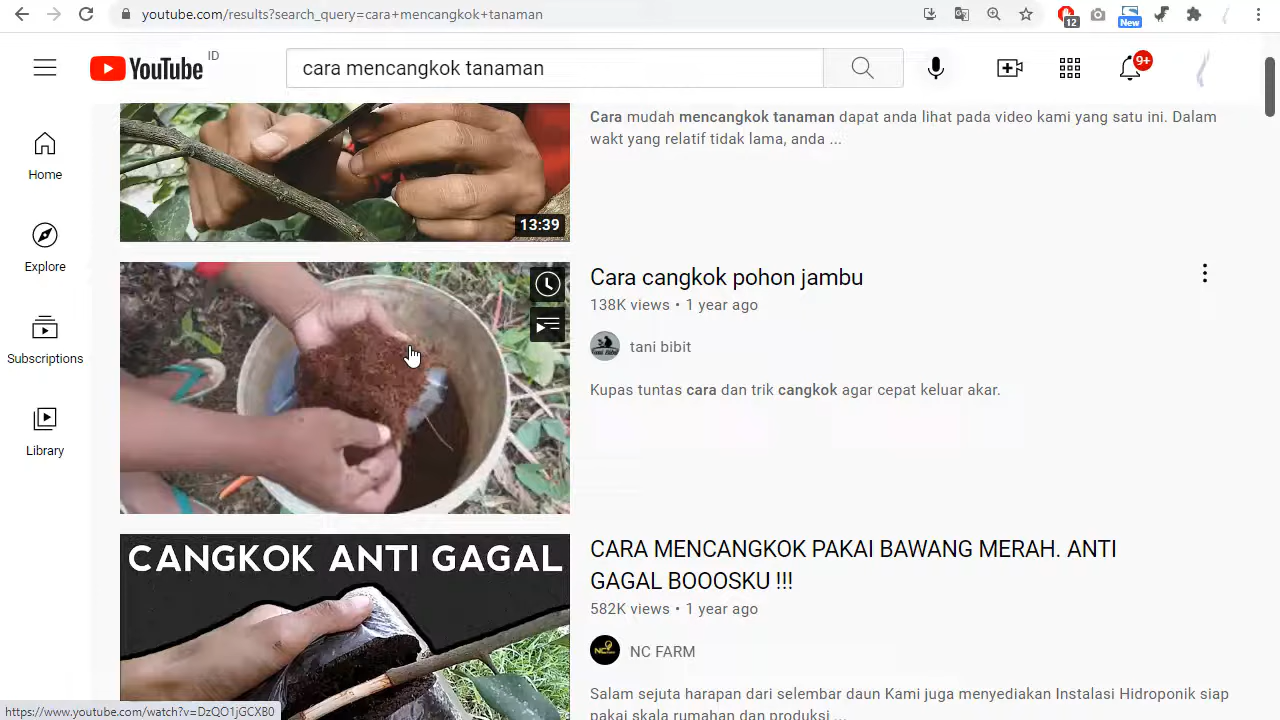 youtube.com/results?search_query=cara+mencangkok+tanaman
12
New
YouTube ID
cara mencangkok tanaman
9+
Home
Explore
Subscriptions
Library
13:39
Cara mudah mencangkok tanaman dapat anda lihat pada video kami yang satu ini. Dalam
wakt yang relatif tidak lama, anda ...
Cara cangkok pohon jambu
138K views • 1 year ago
tani bibit
Kupas tuntas cara dan trik cangkok agar cepat keluar akar.
CANGKOK ANTI GAGAL
CARA MENCANGKOK PAKAI BAWANG MERAH. ANTI
GAGAL BOOOSKU !!!
582K views • 1 year ago
NC
NC FARM
Salam sejuta harapan dari selembar daun Kami juga menyediakan Instalasi Hidroponik siap
pakai skala rumahan dan produksi ...
https://www.youtube.com/watch?v=DzQO1jGCXB0